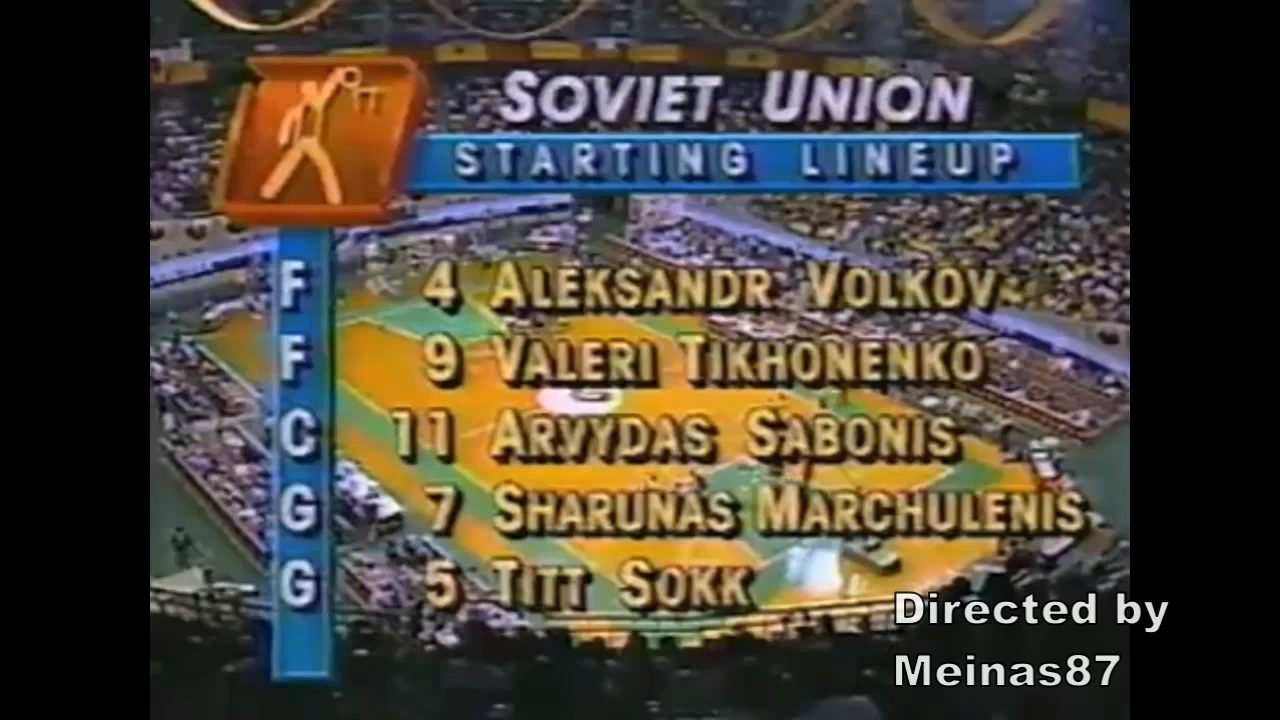 SOVIET UNION
STARTING LINEUP
F 4 ALEKSANDR VOLKOV
F 9 VALERI TIKHONENKO
C 11 ARVYDAS SABONIS
G 7 SHARUNAS MARCHULENIS
G 5 TITT SOKK
Directed by
Meinas87